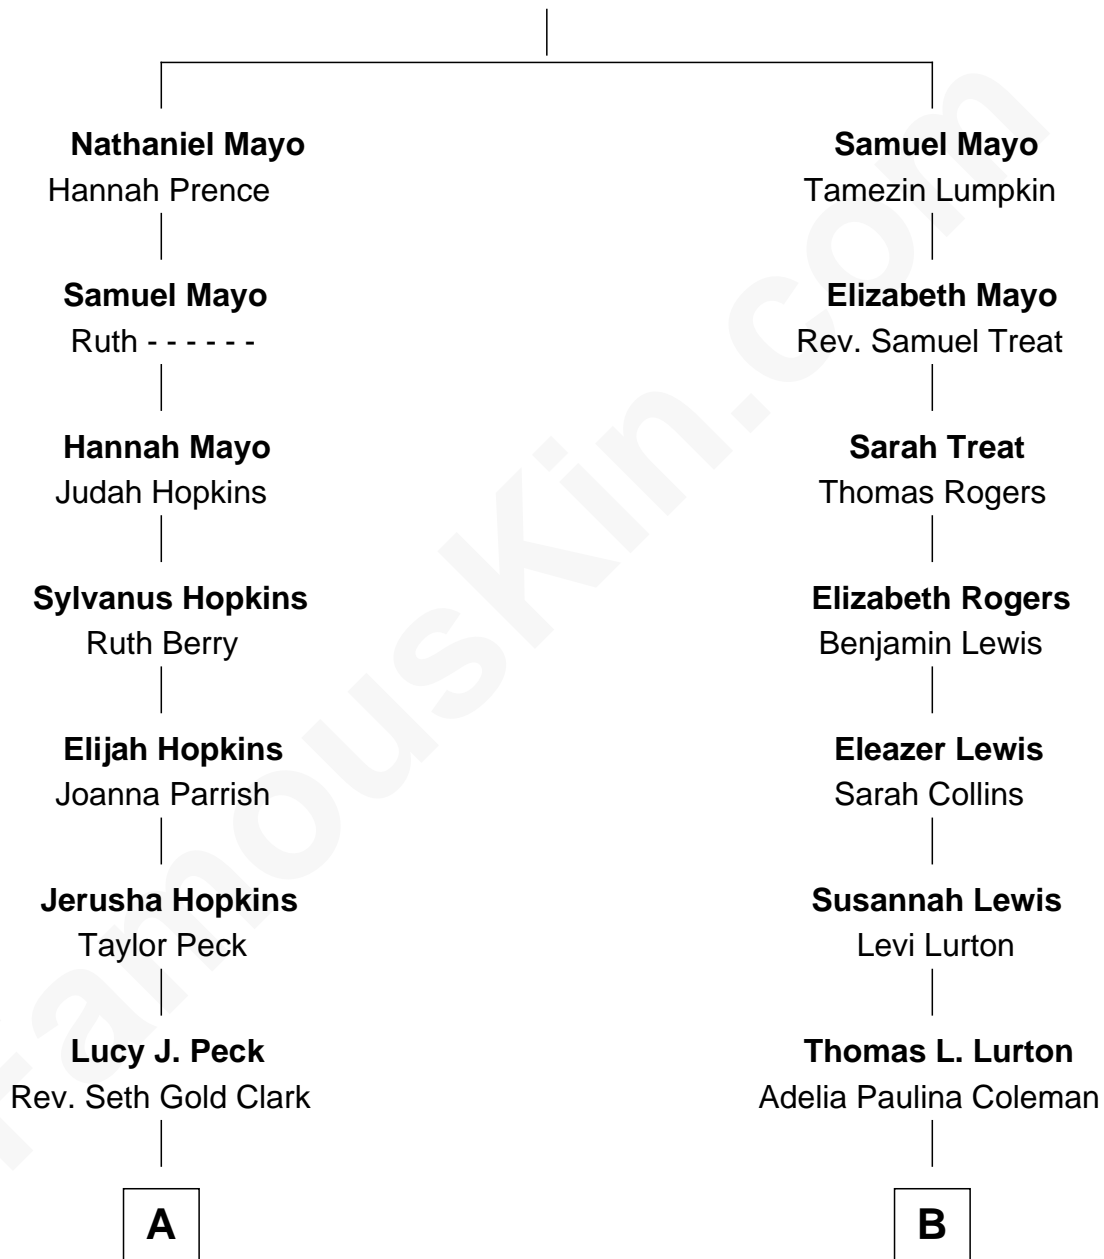 Nathaniel Mayo
Hannah Prence
Samuel Mayo
Tamezin Lumpkin
Samuel Mayo
Ruth - - - - - -
Elizabeth Mayo
Rev. Samuel Treat
Hannah Mayo
Judah Hopkins
Sarah Treat
Thomas Rogers
Sylvanus Hopkins
Ruth Berry
Elizabeth Rogers
Benjamin Lewis
Elijah Hopkins
Joanna Parrish
Eleazer Lewis
Sarah Collins
Jerusha Hopkins
Taylor Peck
Susannah Lewis
Levi Lurton
Lucy J. Peck
Rev. Seth Gold Clark
Thomas L. Lurton
Adelia Paulina Coleman
A
B
famouskin.com